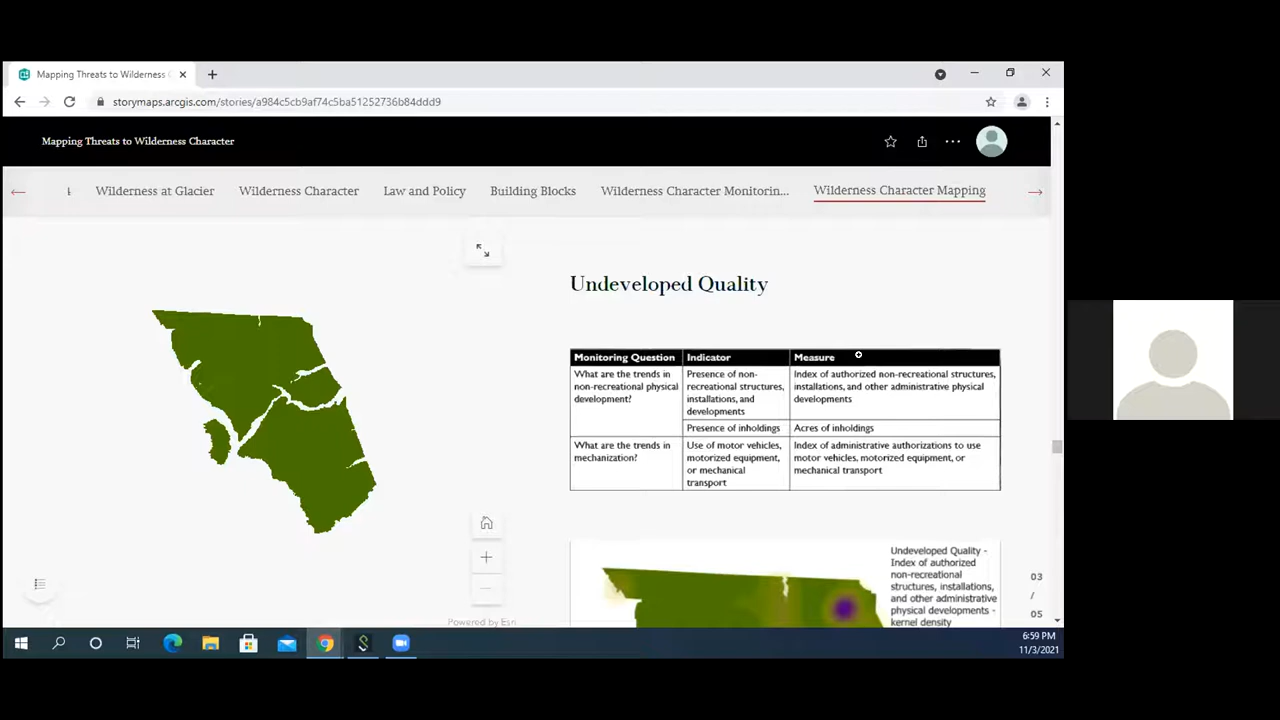 Mapping Threats to Wilderness
storymaps.arcgis.com/stories/a984c5cb9af74c5ba51252736b84ddd9
Mapping Threats to Wilderness Character
Wilderness at Glacier
Wilderness Character
Law and Policy
Building Blocks
Wilderness Character Monitorin...
Wilderness Character Mapping
Undeveloped Quality
Monitoring Question
Indicator
Measure
What are the trends in
non-recreational physical
development?
Presence of non-
recreational structures,
installations, and
developments
Index of authorized non-recreational structures,
installations, and other administrative physical
developments
Presence of inholdings
Acres of inholdings
What are the trends in
mechanization?
Use of motor vehicles,
motorized equipment,
or mechanical
transport
Index of administrative authorizations to use
motor vehicles, motorized equipment, or
mechanical transport
Undeveloped Quality -
Index of authorized
non-recreational
structures, installations,
and other administrative
physical developments -
kernel density
03
/
05
Powered by Esri
6:59 PM
11/3/2021